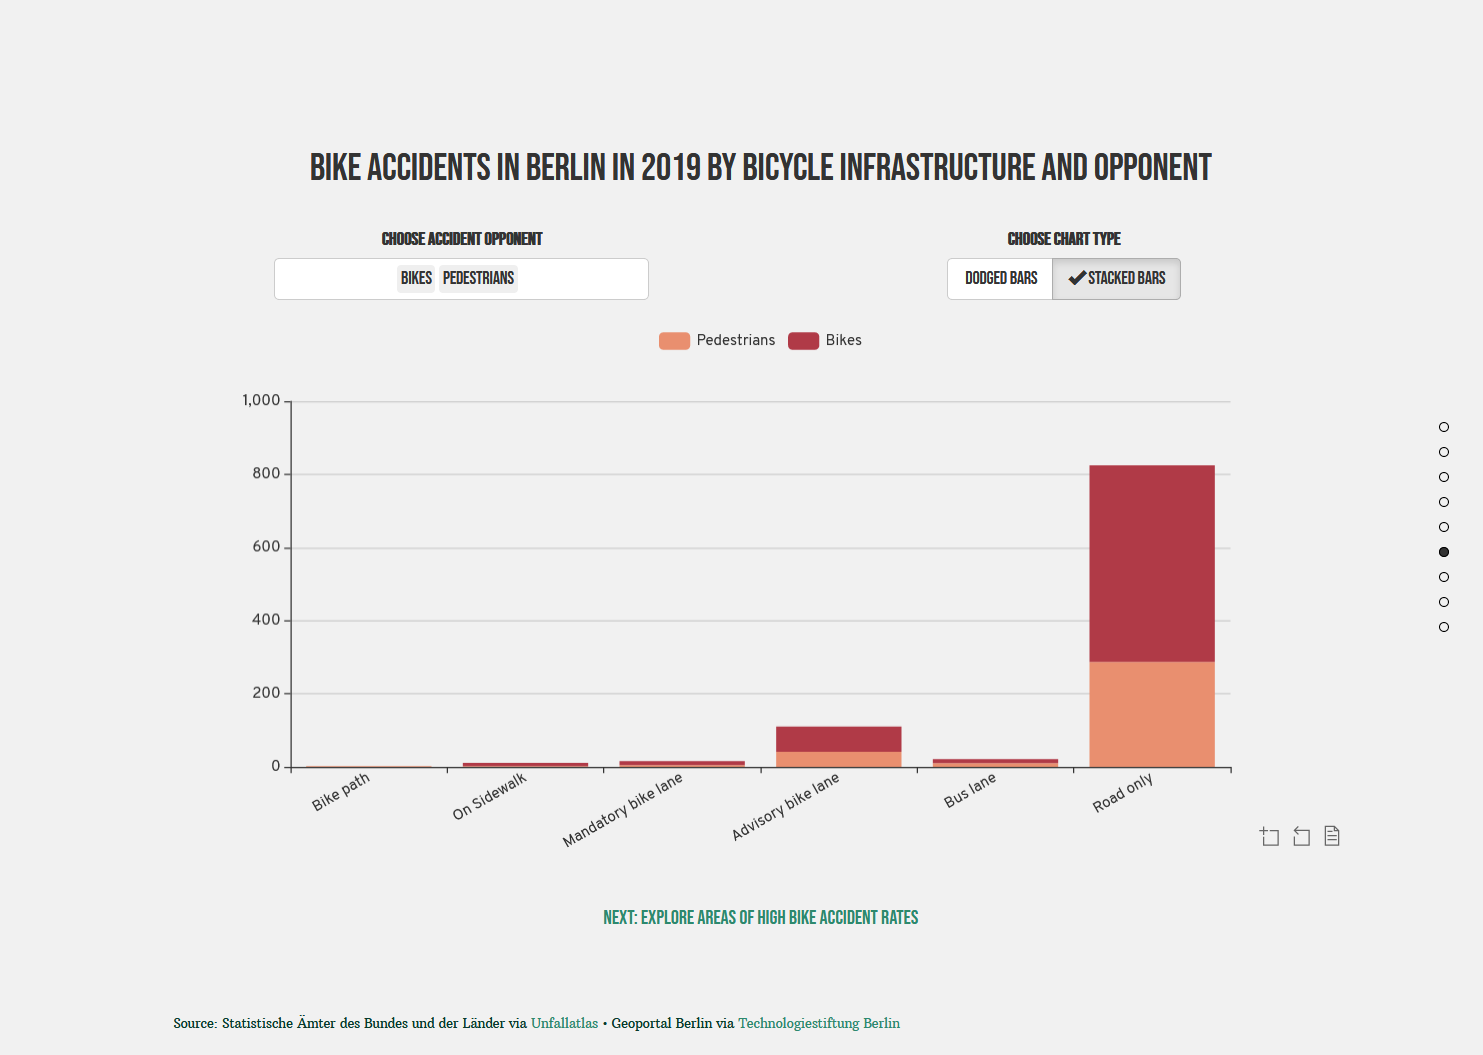 BIKE ACCIDENTS IN BERLIN IN 2019 BY BICYCLE INFRASTRUCTURE AND OPPONENT
CHOOSE ACCIDENT OPPONENT
BIKES PEDESTRIANS
CHOOSE CHART TYPE
DODGED BARS STACKED BARS
Pedestrians Bikes
1,000
800
600
400
200
0
Bike path
On Sidewalk
Mandatory bike lane
Advisory bike lane
Bus lane
Road only
NEXT: EXPLORE AREAS OF HIGH BIKE ACCIDENT RATES
Source: Statistische Ämter des Bundes und der Länder via Unfallatlas • Geoportal Berlin via Technologiestiftung Berlin